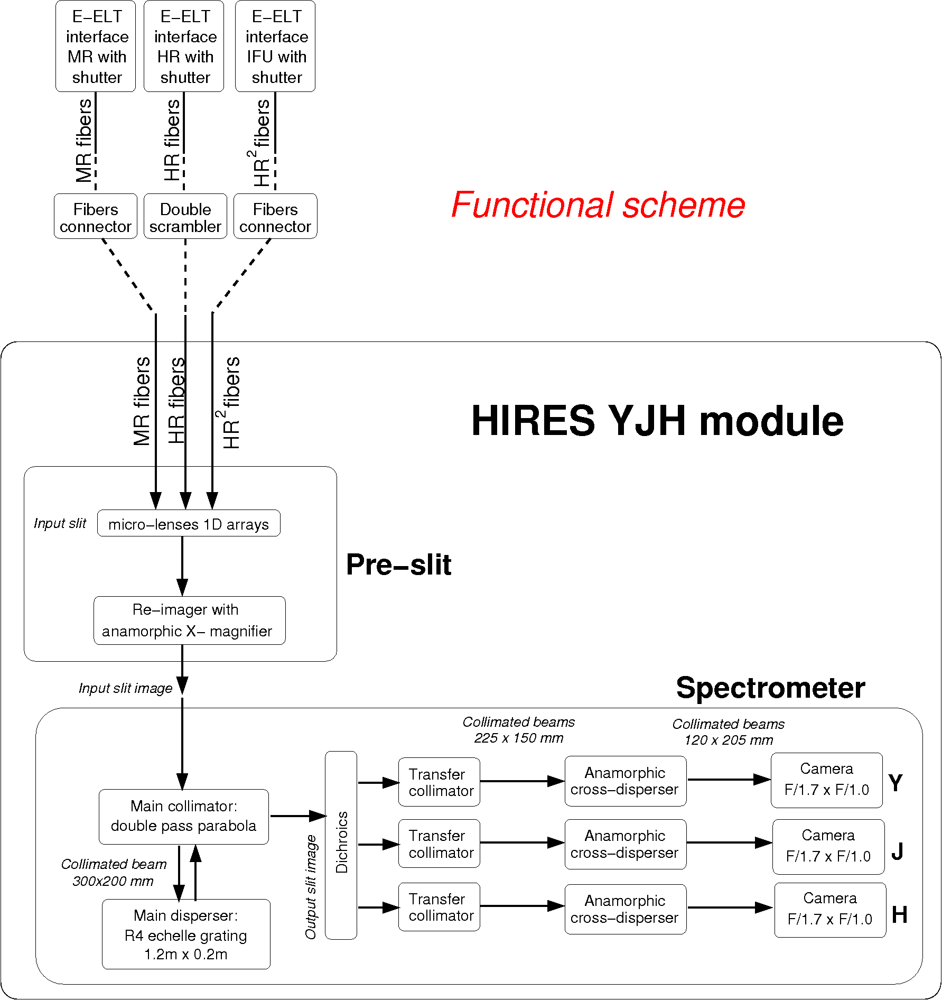 E−ELT
interface
MR with
shutter
E−ELT
interface
HR with
shutter
E−ELT
interface
IFU with
shutter
MR fibers
HR fibers
HR² fibers
Fibers
connector
Double
scrambler
Fibers
connector
Functional scheme
MR fibers
HR fibers
HR² fibers
HIRES YJH module
Input slit
micro−lenses 1D arrays
Pre−slit
Re−imager with
anamorphic X− magnifier
Input slit image
Spectrometer
Collimated beams
225 x 150 mm
Collimated beams
120 x 205 mm
Main collimator:
double pass parabola
Collimated beam
300x200 mm
Main disperser:
R4 echelle grating
1.2m x 0.2m
Output slit image
Dichroics
Transfer
collimator
Anamorphic
cross−disperser
Camera
F/1.7 x F/1.0
Y
Transfer
collimator
Anamorphic
cross−disperser
Camera
F/1.7 x F/1.0
J
Transfer
collimator
Anamorphic
cross−disperser
Camera
F/1.7 x F/1.0
H